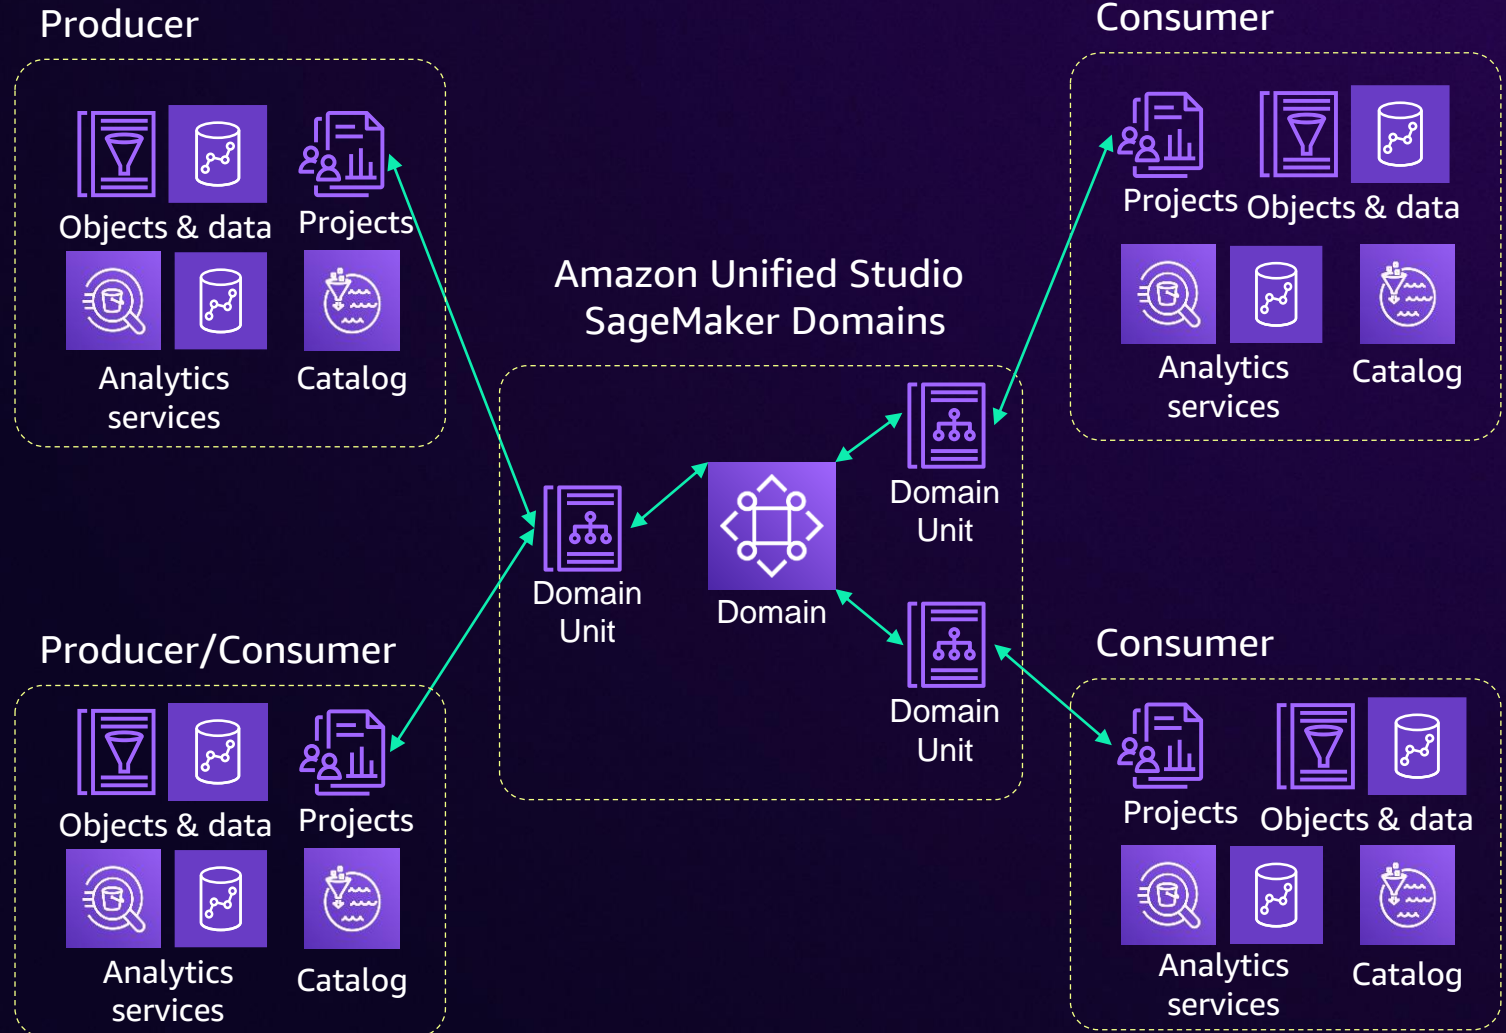 Producer
Objects & data
Projects
Analytics
services
Catalog
Consumer
Projects
Objects & data
Analytics
services
Catalog
Amazon Unified Studio
SageMaker Domains
Domain
Unit
Domain
Domain
Unit
Domain
Unit
Producer/Consumer
Objects & data
Projects
Analytics
services
Catalog
Consumer
Projects
Objects & data
Analytics
services
Catalog